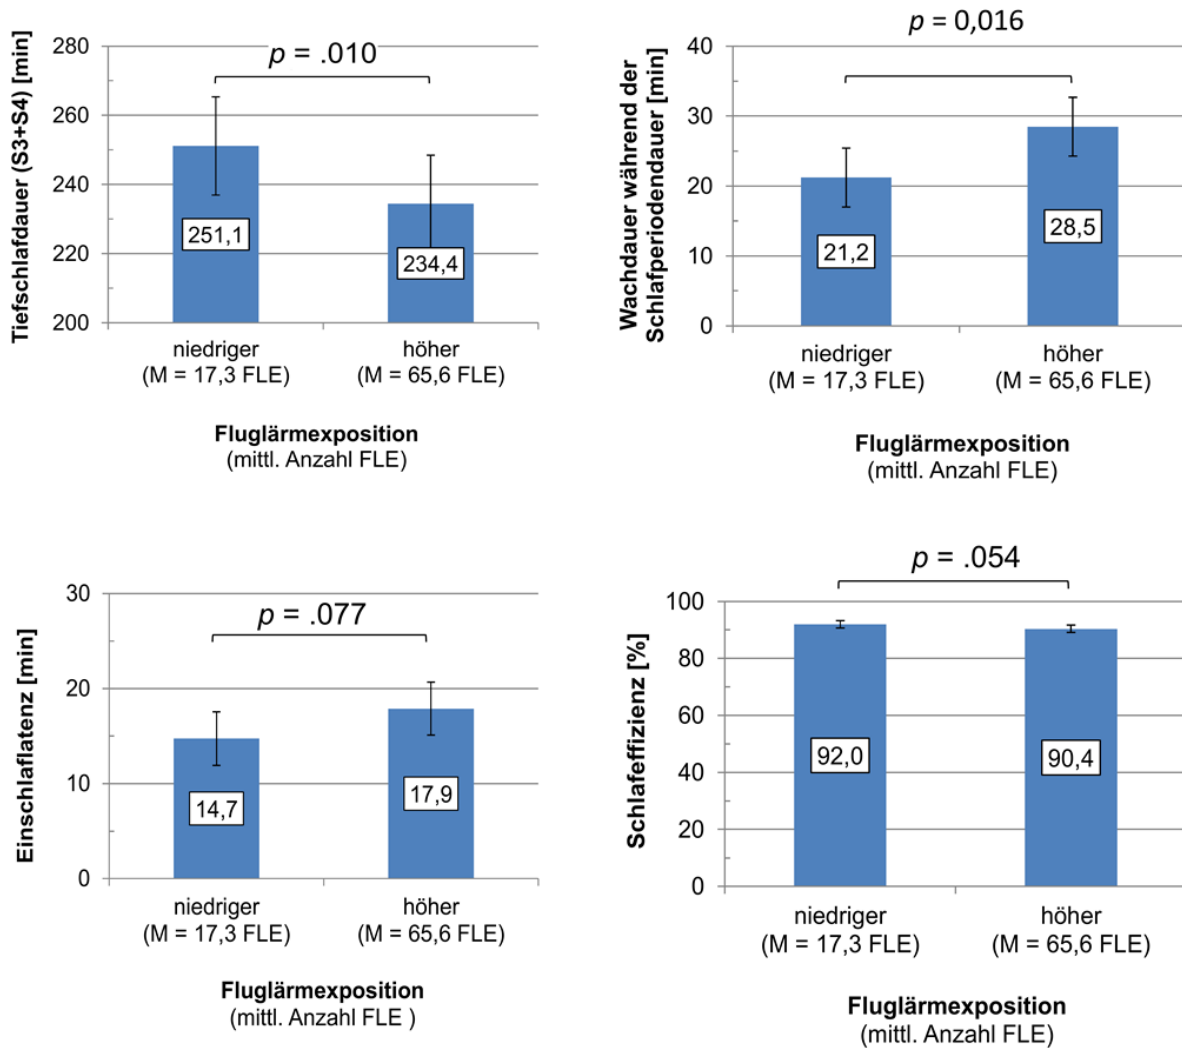 Tiefschlafdauer (S3+S4) [min]
280
260
240
220
200
p = .010
251,1
234,4
niedriger
(M = 17,3 FLE)
höher
(M = 65,6 FLE)
Fluglärmexposition
(mittl. Anzahl FLE)
Wachdauer während der
Schlafperiodendauer [min]
40
30
20
10
0
p = 0,016
21,2
28,5
niedriger
(M = 17,3 FLE)
höher
(M = 65,6 FLE)
Fluglärmexposition
(mittl. Anzahl FLE)
Einschlaflatenz [min]
30
20
10
0
p = .077
14,7
17,9
niedriger
(M = 17,3 FLE)
höher
(M = 65,6 FLE)
Fluglärmexposition
(mittl. Anzahl FLE )
Schlafeffizienz [%]
100
80
60
40
20
0
p = .054
92,0
90,4
niedriger
(M = 17,3 FLE)
höher
(M = 65,6 FLE)
Fluglärmexposition
(mittl. Anzahl FLE)